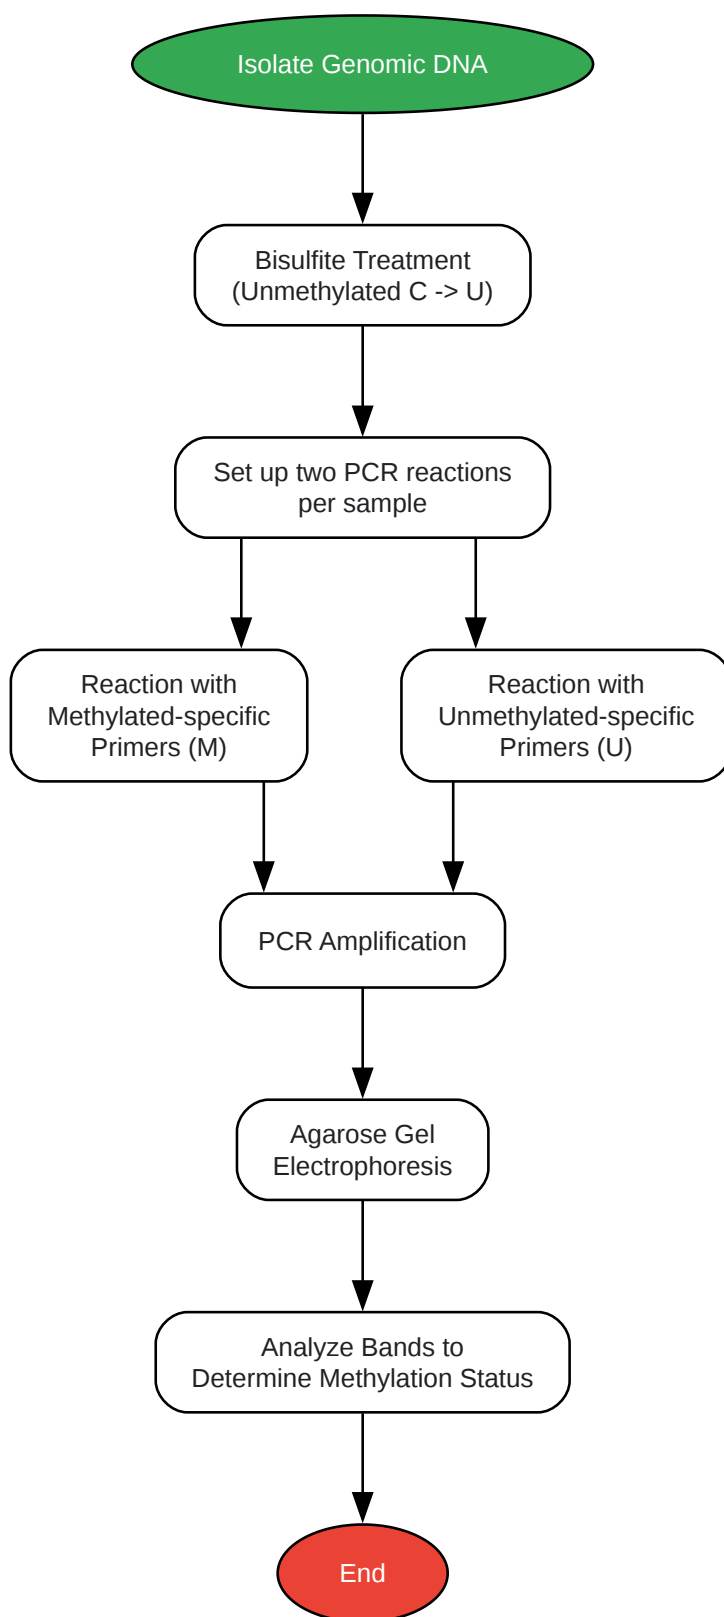 Isolate Genomic DNA
Bisulfite Treatment
(Unmethylated C -> U)
Set up two PCR reactions
per sample
Reaction with
Methylated-specific
Primers (M)
Reaction with
Unmethylated-specific
Primers (U)
PCR Amplification
Agarose Gel
Electrophoresis
Analyze Bands to
Determine Methylation Status
End